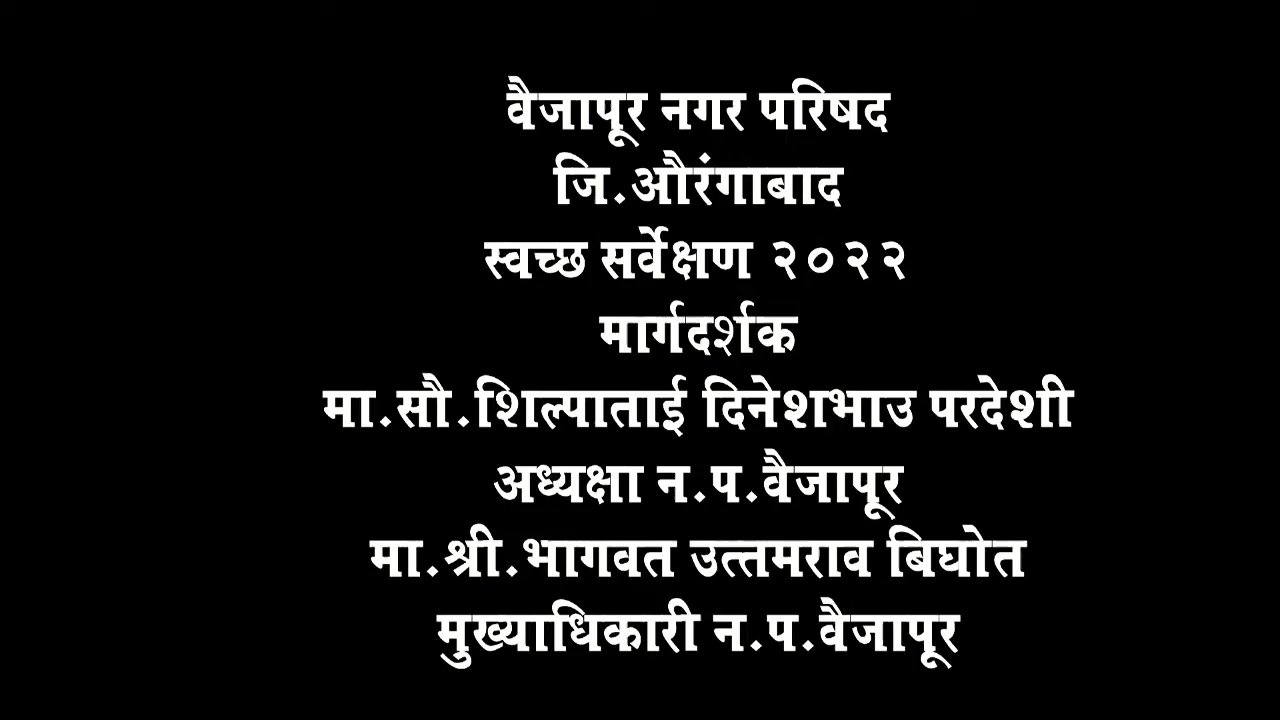 वैजापूर नगर परिषद
जि.औरंगाबाद
स्वच्छ सर्वेक्षण २०२२
मार्गदर्शक
मा.सौ.शिल्पाताई दिनेशभाउ परदेशी
अध्यक्षा न.प.वैजापूर
मा.श्री.भागवत उत्तमराव बिघोत
मुख्याधिकारी न.प.वैजापूर